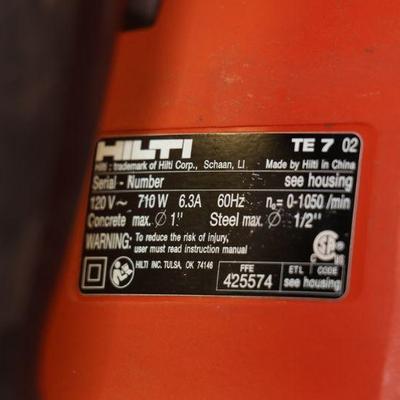 HILTI TE 7 02
Hilti : trademark of Hilti Corp., Schaan, LI Made by Hilti in China
Serial - Number see housing
120 V~ 710 W 6.3A 60Hz n₀= 0-1050 /min
Concrete max. Ø 1" Steel max. Ø 1/2"
WARNING: To reduce the risk of injury,
user must read instruction manual
HILTI INC. TULSA, OK 74146
FFE
425574
ETL CODE
see housing